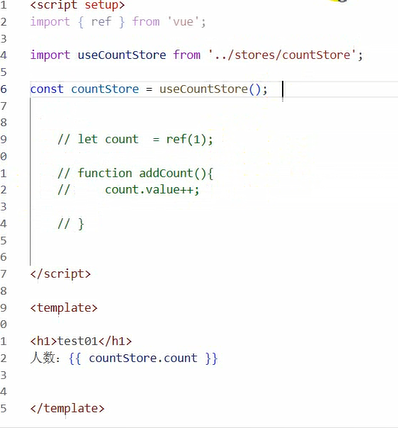 1 <script setup>
2 import { ref } from 'vue';
3
4 import useCountStore from '../stores/countStore';
5
6 const countStore = useCountStore();
7
8
9 // let count = ref(1);
0
1 // function addCount(){
2 // count.value++;
3
4 // }
5
6
7 </script>
8
9 <template>
0
1 <h1>test01</h1>
2 人数：{{ countStore.count }}
3
4
5 </template>